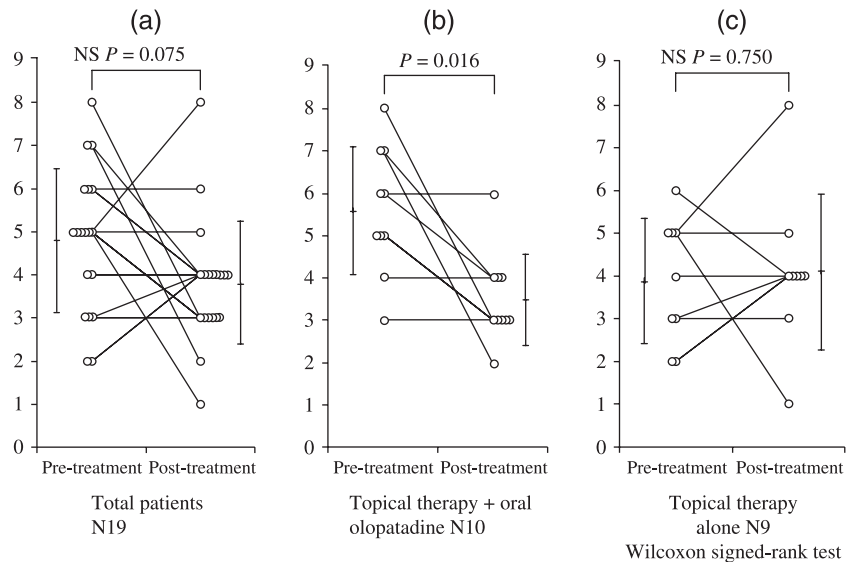 (a)
NS P = 0.075
9
8
7
6
5
4
3
2
1
0
Pre-treatment Post-treatment
Total patients
N19
(b)
P = 0.016
9
8
7
6
5
4
3
2
1
0
Pre-treatment Post-treatment
Topical therapy + oral
olopatadine N10
(c)
NS P = 0.750
9
8
7
6
5
4
3
2
1
0
Pre-treatment Post-treatment
Topical therapy
alone N9
Wilcoxon signed-rank test